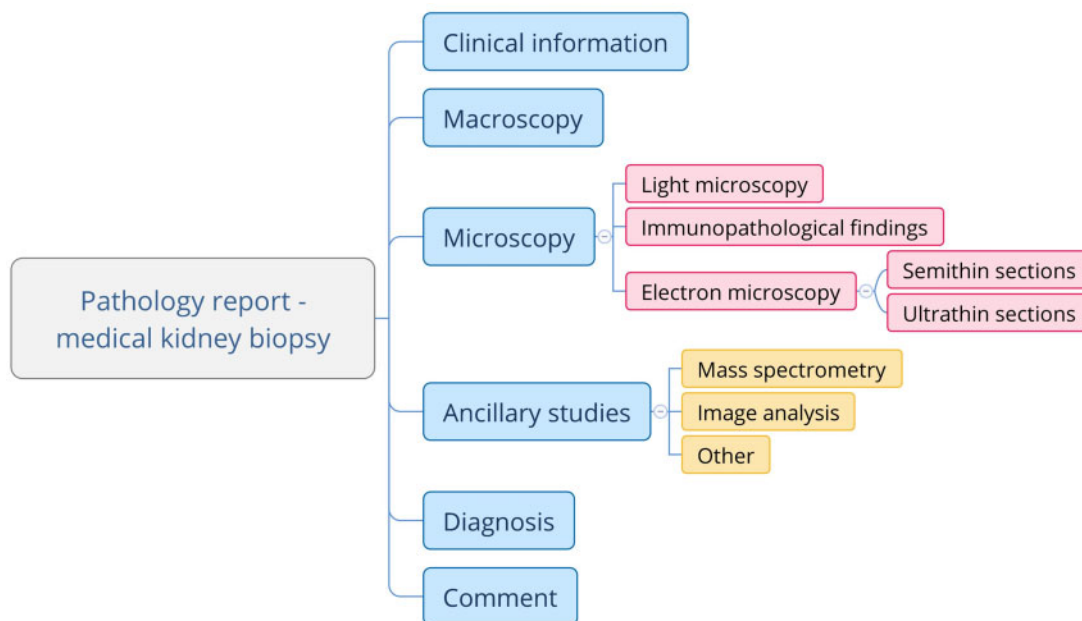 Clinical information
Macroscopy
Light microscopy
Immunopathological findings
Microscopy
Electron microscopy
Semithin sections
Ultrathin sections
Pathology report -
medical kidney biopsy
Mass spectrometry
Ancillary studies
Image analysis
Other
Diagnosis
Comment